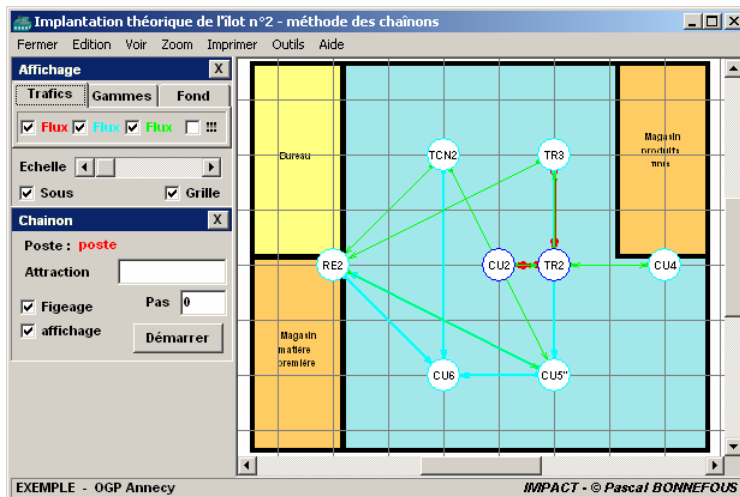 Implantation théorique de l'îlot n°2 - méthode des chaînons
Fermer Edition Voir Zoom Imprimer Outils Aide
Affichage X
Trafics Gammes Fond
Flux Flux Flux !!!
Echelle
Sous Grille
Chainon X
Poste : poste
Attraction
Figeage Pas 0
affichage Démarrer
Bureau
Magasin
produits
finis
Magasin
matière
première
TCN2 TR3
RE2 CU2 TR2 CU4
CU6 CU5"
EXEMPLE - OGP Annecy
IMPACT - © Pascal BONNEFOUS